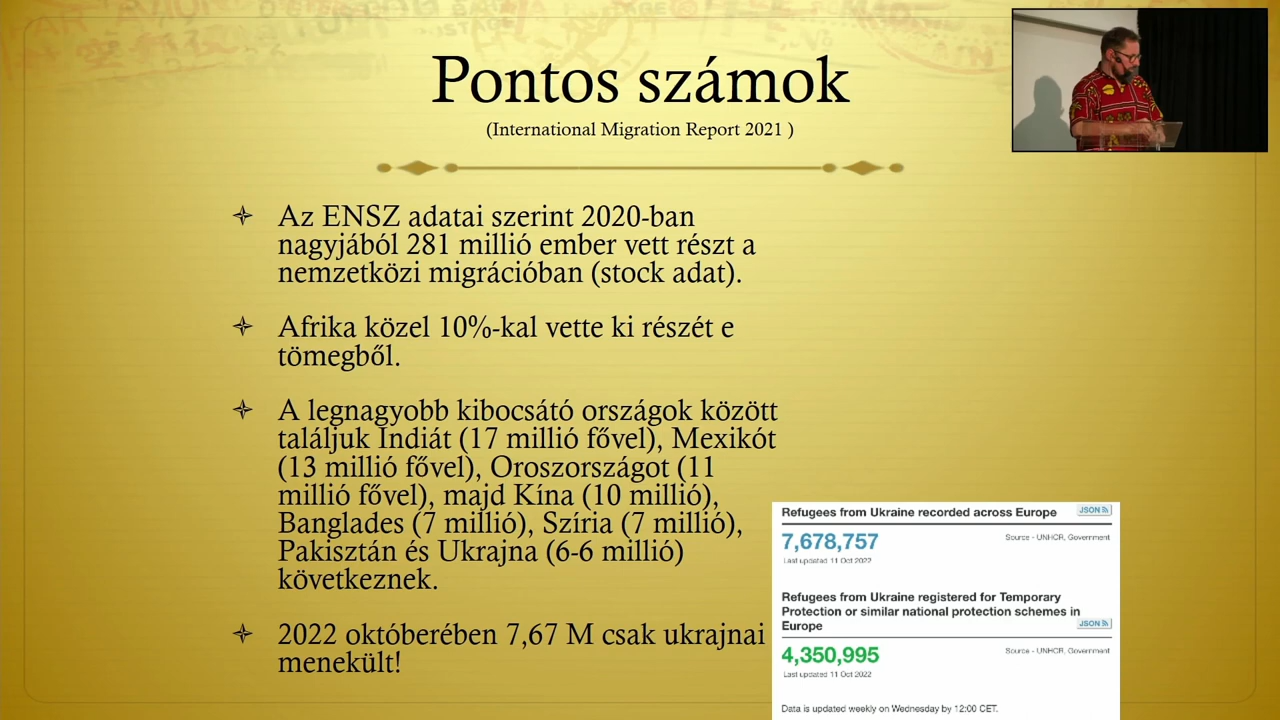 Pontos számok
(International Migration Report 2021 )
Az ENSZ adatai szerint 2020-ban
nagyjából 281 millió ember vett részt a
nemzetközi migrációban (stock adat).
Afrika közel 10%-kal vette ki részét e
tömegből.
A legnagyobb kibocsátó országok között
találjuk Indiát (17 millió fővel), Mexikót
(13 millió fővel), Oroszországot (11
millió fővel), majd Kína (10 millió),
Banglades (7 millió), Szíria (7 millió),
Pakisztán és Ukrajna (6-6 millió)
következnek.
2022 októberében 7,67 M csak ukrajnai
menekült!
Refugees from Ukraine recorded across Europe
JSON
7,678,757
Source - UNHCR, Government
Last updated 11 Oct 2022
Refugees from Ukraine registered for Temporary
Protection or similar national protection schemes in
Europe
JSON
4,350,995
Source - UNHCR, Government
Last updated 11 Oct 2022
Data is updated weekly on Wednesday by 12:00 CET.